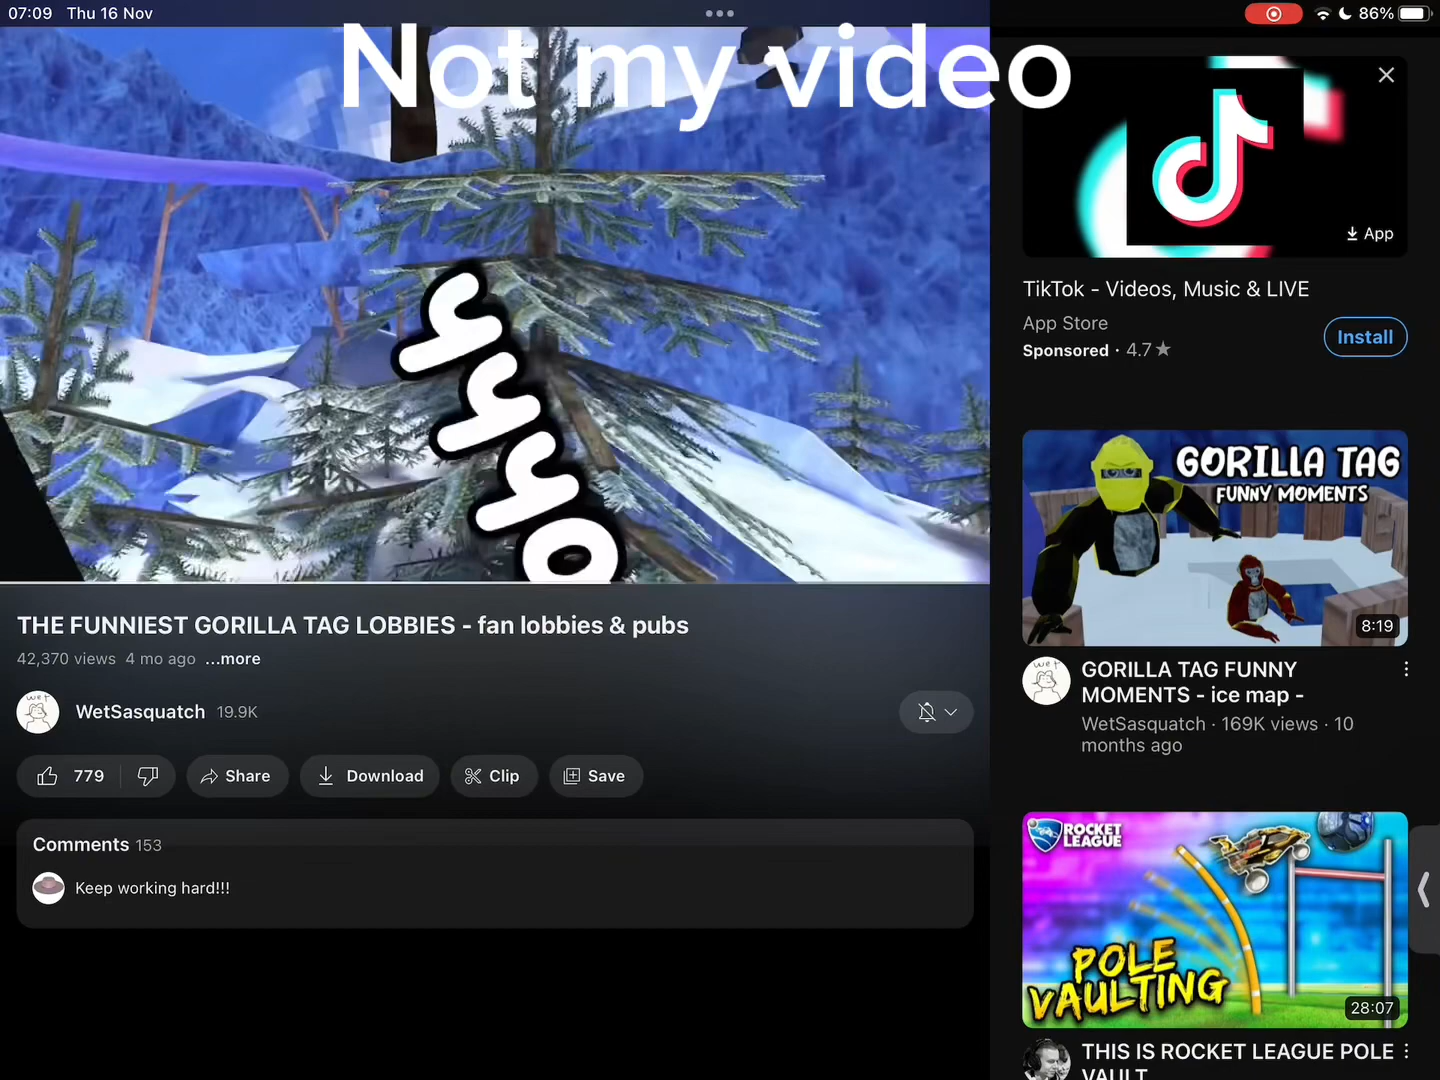 07:09 Thu 16 Nov
86%
Not my video
App
TikTok - Videos, Music & LIVE
App Store
Sponsored · 4.7★
Install
GORILLA TAG
FUNNY MOMENTS
8:19
GORILLA TAG FUNNY
MOMENTS - ice map -
WetSasquatch · 169K views · 10
months ago
ROCKET
LEAGUE
POLE
VAULTING
28:07
THIS IS ROCKET LEAGUE POLE
VAULT
THE FUNNIEST GORILLA TAG LOBBIES - fan lobbies & pubs
42,370 views 4 mo ago ...more
wet
WetSasquatch 19.9K
779
Share
Download
Clip
Save
Comments 153
Keep working hard!!!